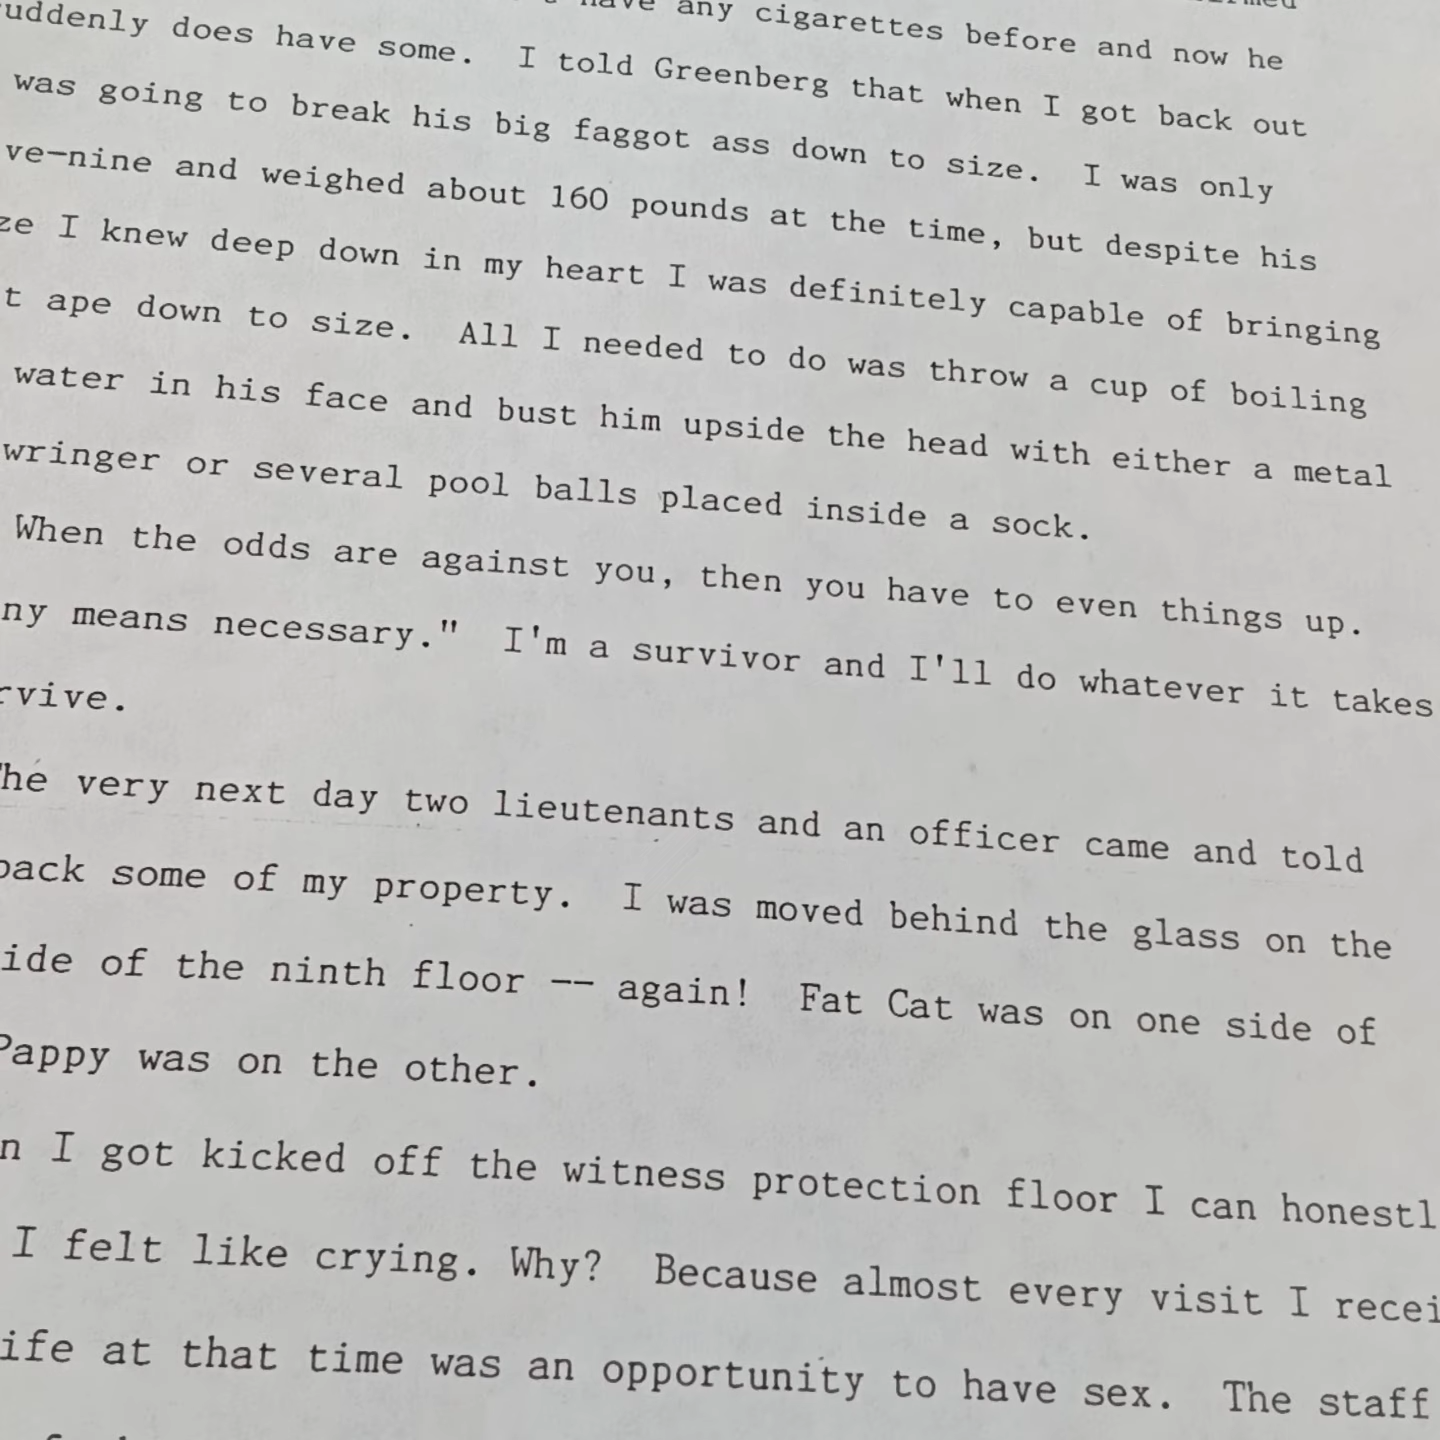 have any cigarettes before and now he
uddenly does have some. I told Greenberg that when I got back out
was going to break his big faggot ass down to size. I was only
ve-nine and weighed about 160 pounds at the time, but despite his
ze I knew deep down in my heart I was definitely capable of bringing
t ape down to size. All I needed to do was throw a cup of boiling
water in his face and bust him upside the head with either a metal
wringer or several pool balls placed inside a sock.
When the odds are against you, then you have to even things up.
ny means necessary." I'm a survivor and I'll do whatever it takes
rvive.
The very next day two lieutenants and an officer came and told
back some of my property. I was moved behind the glass on the
ide of the ninth floor -- again! Fat Cat was on one side of
Pappy was on the other.
n I got kicked off the witness protection floor I can honestl
I felt like crying. Why? Because almost every visit I recei
ife at that time was an opportunity to have sex. The staff